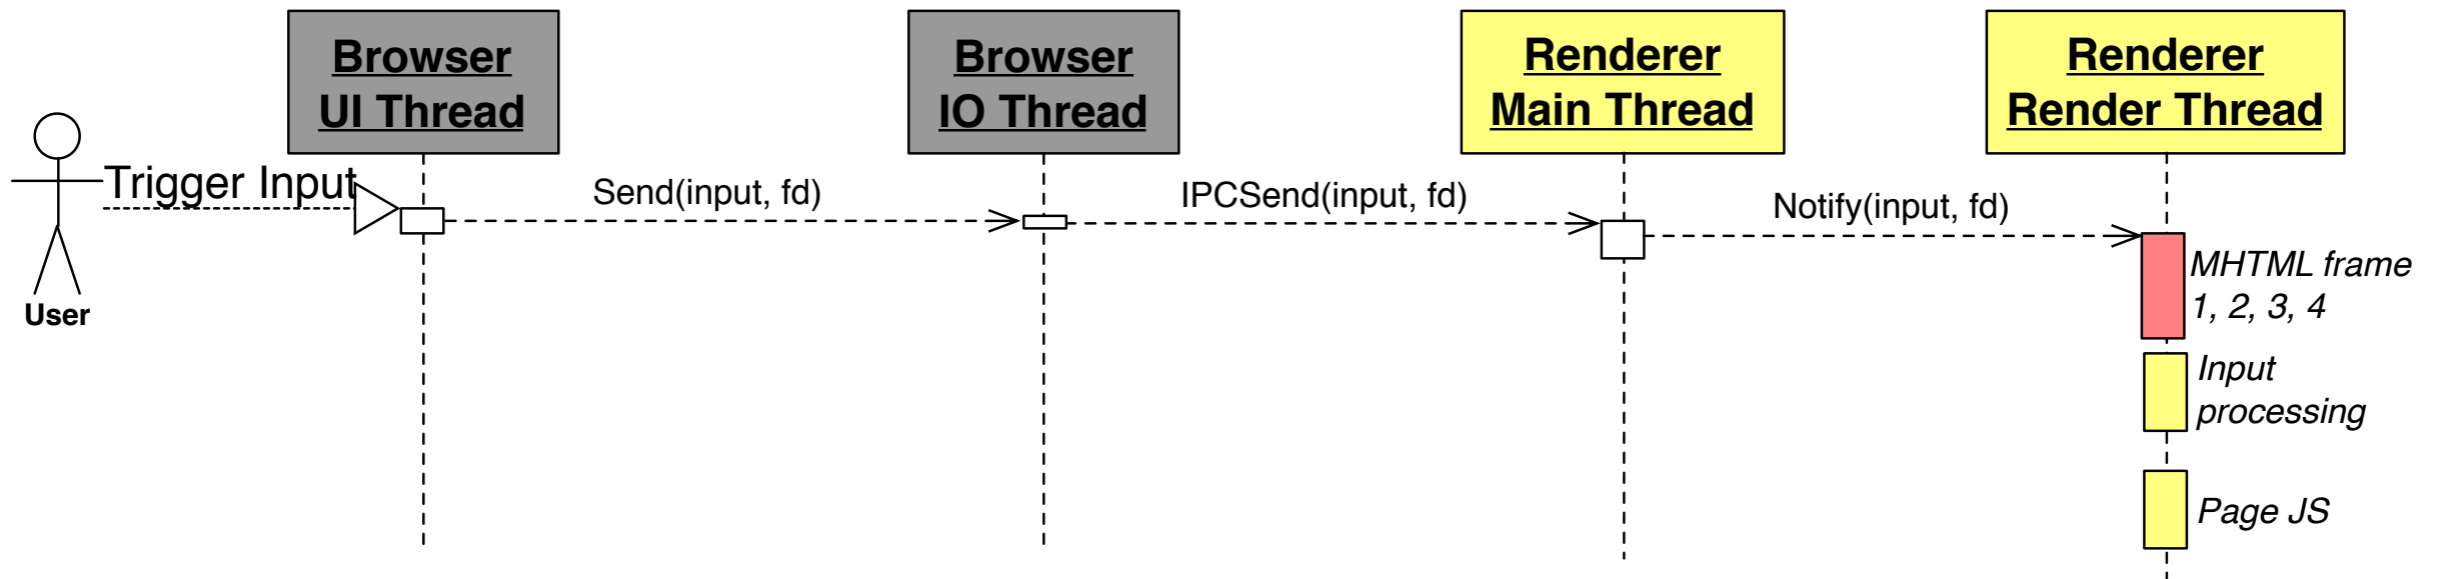 Browser
UI Thread
Browser
IO Thread
Renderer
Main Thread
Renderer
Render Thread
Trigger Input
Send(input, fd)
IPCSend(input, fd)
Notify(input, fd)
User
MHTML frame
1, 2, 3, 4
Input
processing
Page JS